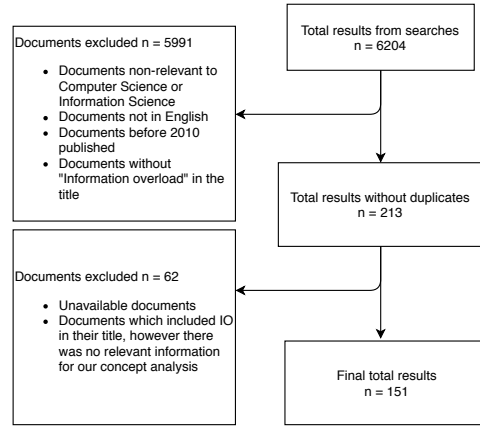 Total results from searches
n = 6204
Documents excluded n = 5991
• Documents non-relevant to
Computer Science or
Information Science
• Documents not in English
• Documents before 2010
published
• Documents without
"Information overload" in the
title
Total results without duplicates
n = 213
Documents excluded n = 62
• Unavailable documents
• Documents which included IO
in their title, however there
was no relevant information
for our concept analysis
Final total results
n = 151